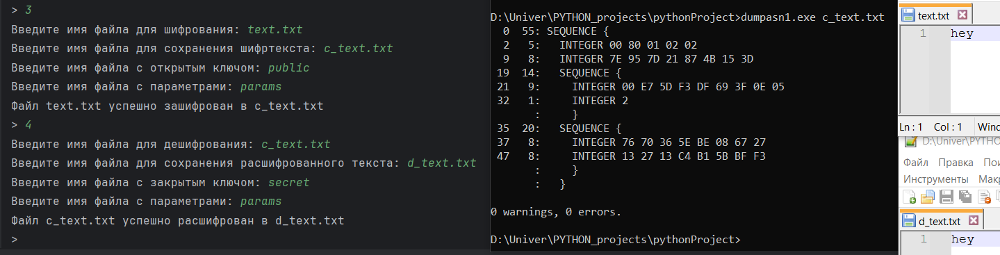 > 3
Введите имя файла для шифрования: text.txt
Введите имя файла для сохранения шифртекста: c_text.txt
Введите имя файла с открытым ключом: public
Введите имя файла с параметрами: params
Файл text.txt успешно зашифрован в c_text.txt
> 4
Введите имя файла для дешифрования: c_text.txt
Введите имя файла для сохранения расшифрованного текста: d_text.txt
Введите имя файла с закрытым ключом: secret
Введите имя файла с параметрами: params
Файл c_text.txt успешно расшифрован в d_text.txt
>
D:\Univer\PYTHON_projects\pythonProject>dumpasn1.exe c_text.txt
0 55: SEQUENCE {
2 5: INTEGER 00 80 01 02 02
9 8: INTEGER 7E 95 7D 21 87 4B 15 3D
19 14: SEQUENCE {
21 9: INTEGER 00 E7 5D F3 DF 69 3F 0E 05
32 1: INTEGER 2
: }
35 20: SEQUENCE {
37 8: INTEGER 76 70 36 5E BE 08 67 27
47 8: INTEGER 13 27 13 C4 B1 5B BF F3
: }
: }
0 warnings, 0 errors.
D:\Univer\PYTHON_projects\pythonProject>
text.txt
1 hey
Ln : 1 Col : 1 Winc
D:\Univer\PYTHO
Файл Правка Пои
Инструменты Макр
d_text.txt
1 hey